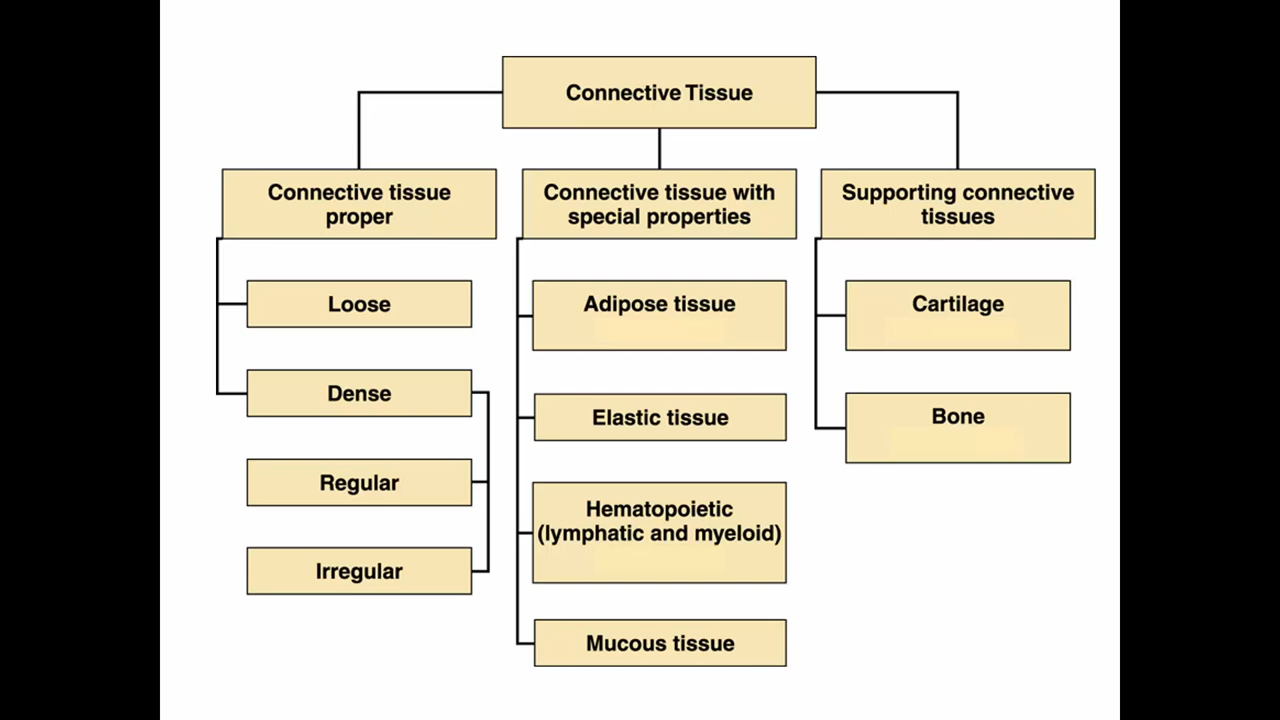 Connective Tissue
Connective tissue
proper
Connective tissue with
special properties
Supporting connective
tissues
Loose
Dense
Regular
Irregular
Adipose tissue
Elastic tissue
Hematopoietic
(lymphatic and myeloid)
Mucous tissue
Cartilage
Bone